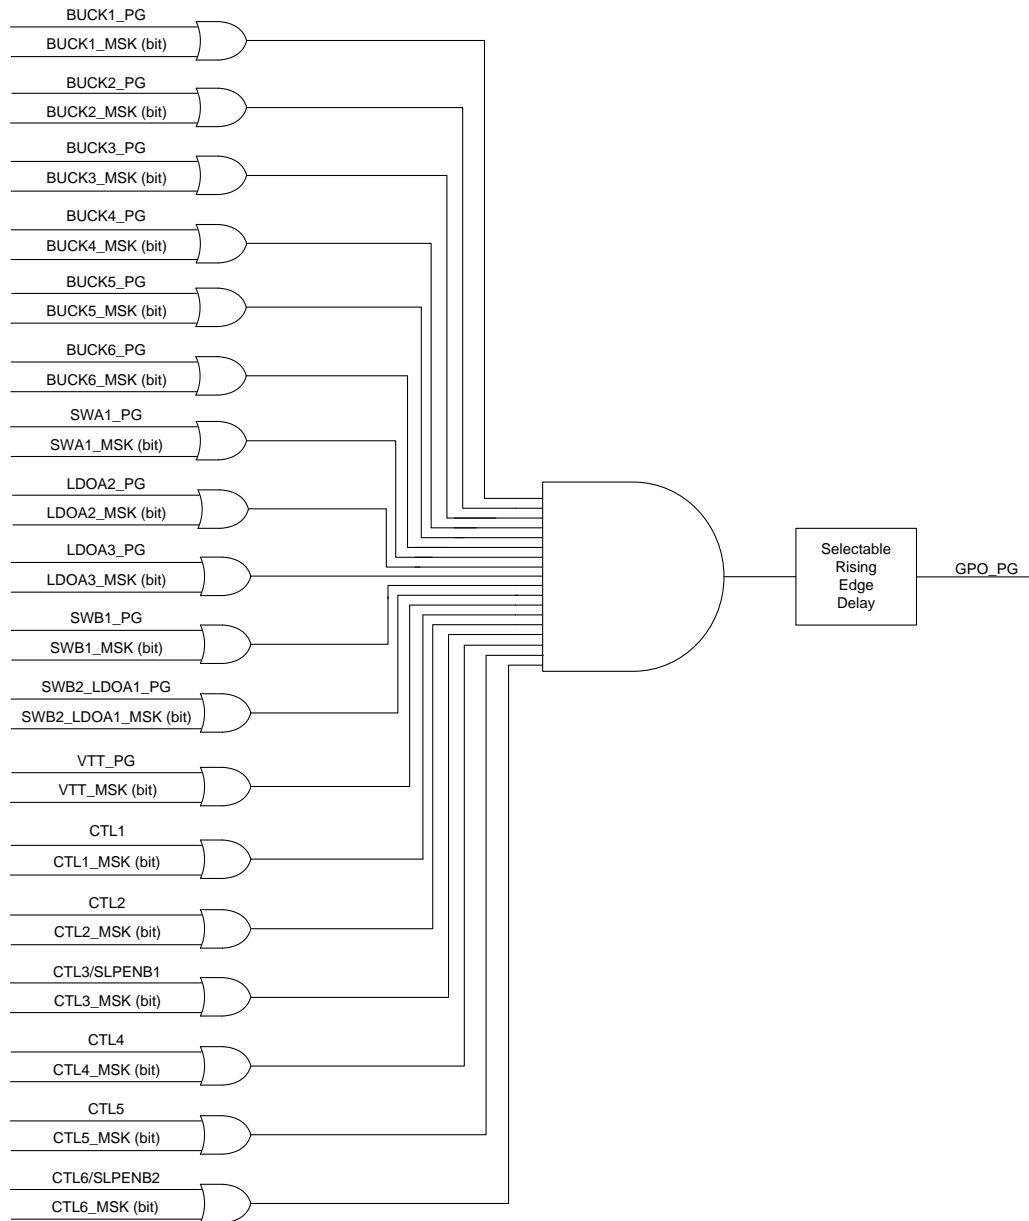 BUCK1_PG
BUCK1_MSK (bit)
BUCK2_PG
BUCK2_MSK (bit)
BUCK3_PG
BUCK3_MSK (bit)
BUCK4_PG
BUCK4_MSK (bit)
BUCK5_PG
BUCK5_MSK (bit)
BUCK6_PG
BUCK6_MSK (bit)
SWA1_PG
SWA1_MSK (bit)
LDOA2_PG
LDOA2_MSK (bit)
LDOA3_PG
LDOA3_MSK (bit)
SWB1_PG
SWB1_MSK (bit)
SWB2_LDOA1_PG
SWB2_LDOA1_MSK (bit)
VTT_PG
VTT_MSK (bit)
CTL1
CTL1_MSK (bit)
CTL2
CTL2_MSK (bit)
CTL3/SLPENB1
CTL3_MSK (bit)
CTL4
CTL4_MSK (bit)
CTL5
CTL5_MSK (bit)
CTL6/SLPENB2
CTL6_MSK (bit)
Selectable
Rising
Edge
Delay
GPO_PG